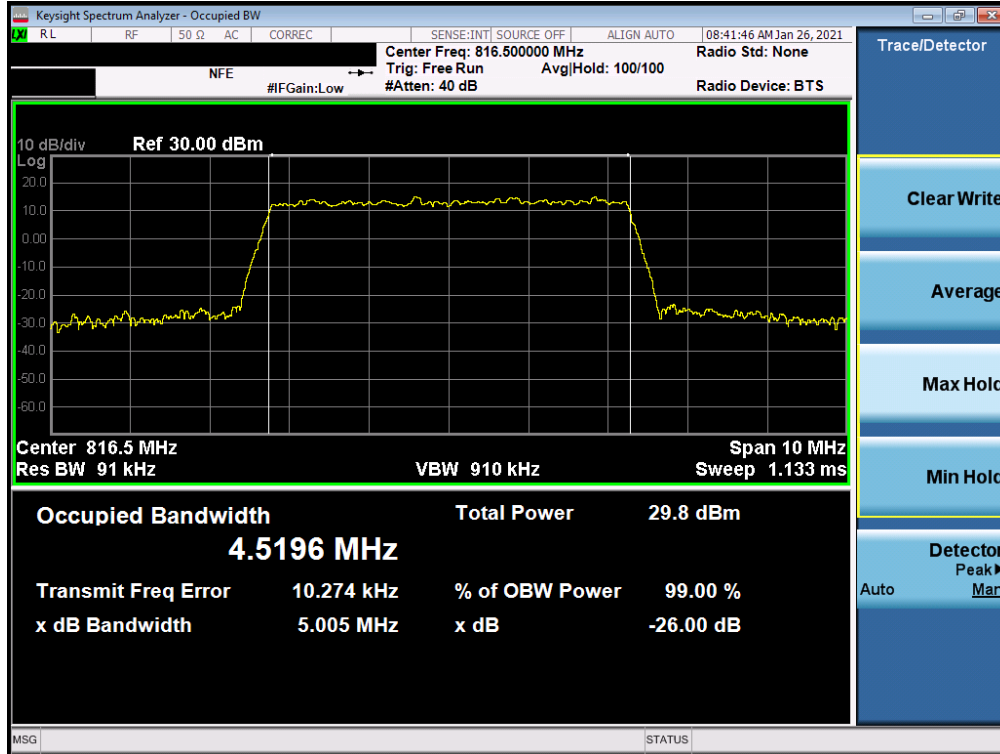 Keysight Spectrum Analyzer - Occupied BW
LXI RL RF 50 Ω AC CORREC SENSE:INT SOURCE OFF ALIGN AUTO 08:41:46 AM Jan 26, 2021
Center Freq: 816.500000 MHz Radio Std: None
NFE Trig: Free Run Avg|Hold: 100/100
#IFGain:Low #Atten: 40 dB Radio Device: BTS
10 dB/div Ref 30.00 dBm
Log
20.0
10.0
0.00
-10.0
-20.0
-30.0
-40.0
-50.0
-60.0
Center 816.5 MHz Span 10 MHz
Res BW 91 kHz VBW 910 kHz Sweep 1.133 ms
Occupied Bandwidth Total Power 29.8 dBm
4.5196 MHz
Transmit Freq Error 10.274 kHz % of OBW Power 99.00 %
x dB Bandwidth 5.005 MHz x dB -26.00 dB
MSG STATUS
Trace/Detector
Clear Write
Average
Max Hold
Min Hold
Detector
Peak▶
Auto Man